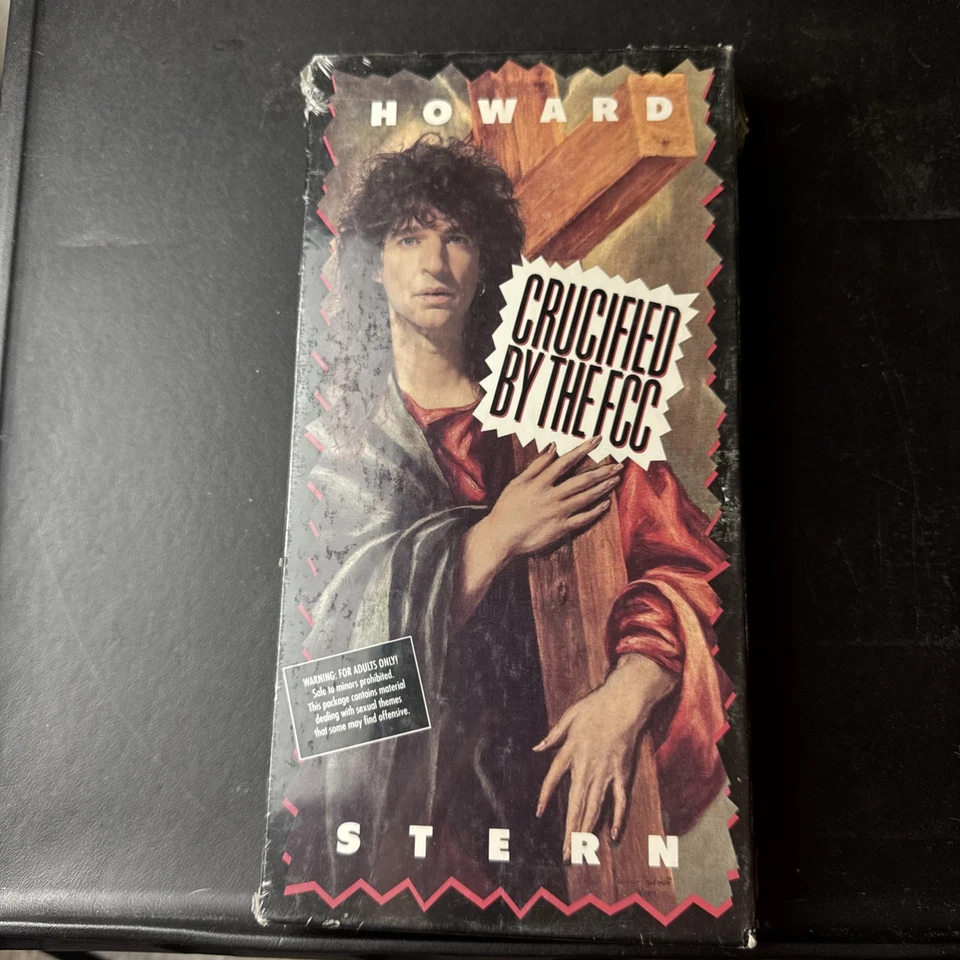 HOWARD
CRUCIFIED
BY THE FCC
WARNING: FOR ADULTS ONLY!
Sale to minors prohibited.
This package contains material
dealing with sexual themes
that some may find offensive.
STERN